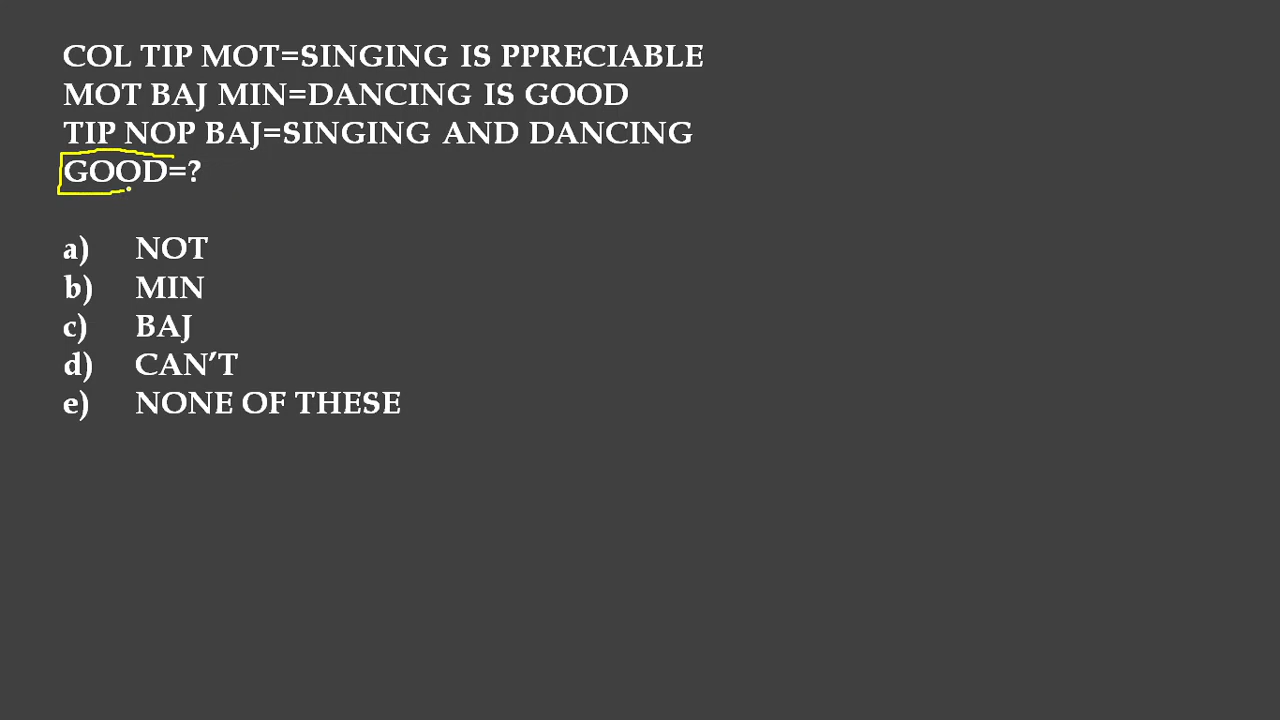 COL TIP MOT=SINGING IS PPRECIABLE
MOT BAJ MIN=DANCING IS GOOD
TIP NOP BAJ=SINGING AND DANCING
GOOD=?
a) NOT
b) MIN
c) BAJ
d) CAN’T
e) NONE OF THESE